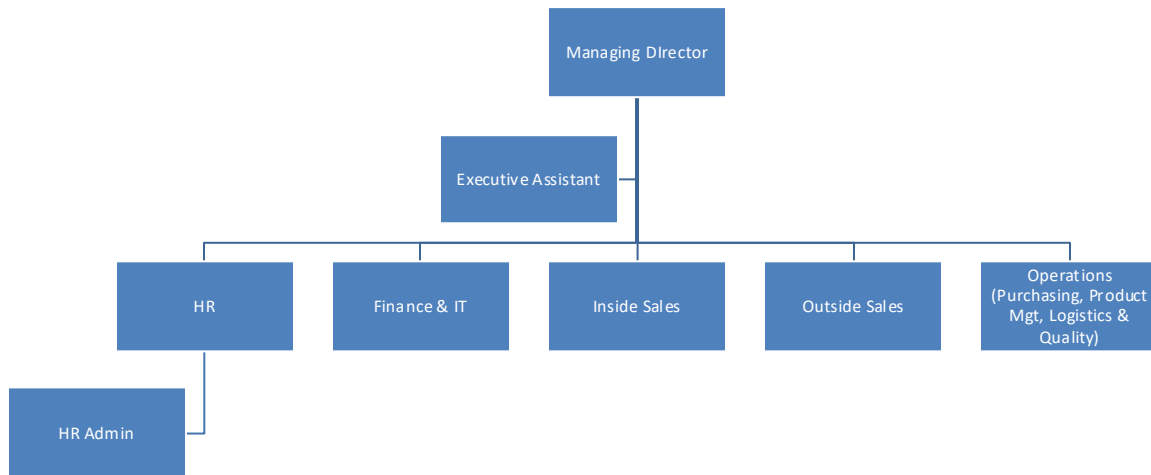 Managing DIrector
Executive Assistant
HR
Finance & IT
Inside Sales
Outside Sales
Operations
(Purchasing, Product
Mgt, Logistics &
Quality)
HR Admin